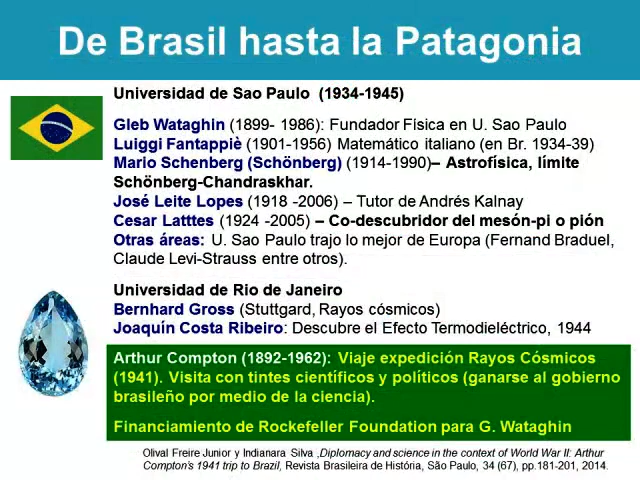 De Brasil hasta la Patagonia
Universidad de Sao Paulo (1934-1945)
Gleb Wataghin (1899- 1986): Fundador Física en U. Sao Paulo
Luiggi Fantappiè (1901-1956) Matemático italiano (en Br. 1934-39)
Mario Schenberg (Schönberg) (1914-1990)– Astrofísica, límite
Schönberg-Chandraskhar.
José Leite Lopes (1918 -2006) – Tutor de Andrés Kalnay
Cesar Latttes (1924 -2005) – Co-descubridor del mesón-pi o pión
Otras áreas: U. Sao Paulo trajo lo mejor de Europa (Fernand Braduel,
Claude Levi-Strauss entre otros).
Universidad de Rio de Janeiro
Bernhard Gross (Stuttgard, Rayos cósmicos)
Joaquín Costa Ribeiro: Descubre el Efecto Termodieléctrico, 1944
Arthur Compton (1892-1962): Viaje expedición Rayos Cósmicos
(1941). Visita con tintes científicos y políticos (ganarse al gobierno
brasileño por medio de la ciencia).
Financiamiento de Rockefeller Foundation para G. Wataghin
Olival Freire Junior y Indianara Silva ,Diplomacy and science in the context of World War II: Arthur
Compton's 1941 trip to Brazil, Revista Brasileira de História, São Paulo, 34 (67), pp.181-201, 2014.